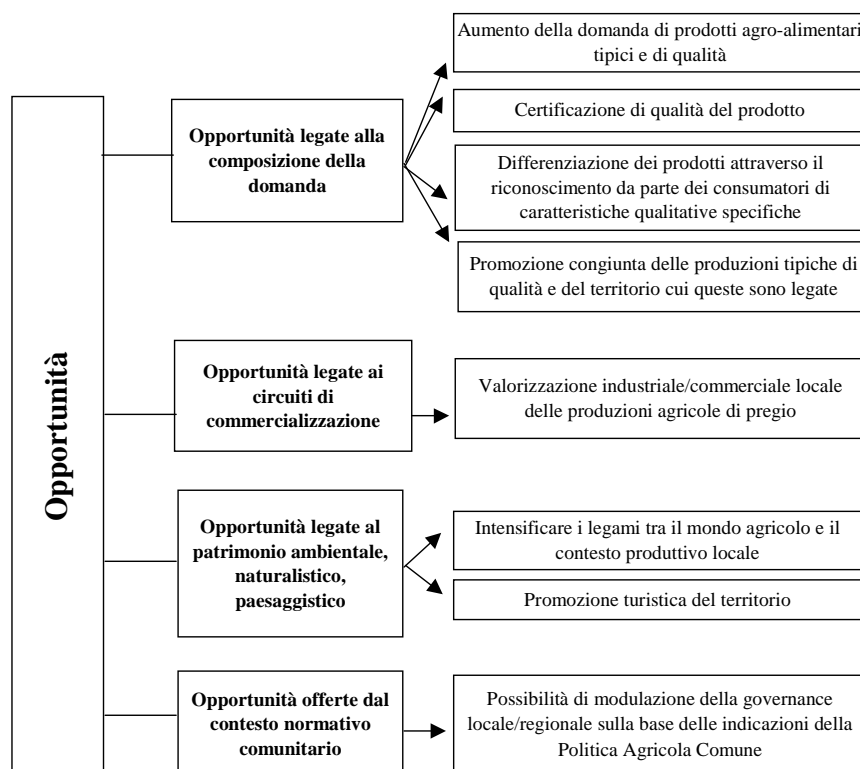 Opportunità
Opportunità legate alla
composizione della
domanda
Aumento della domanda di prodotti agro-alimentari
tipici e di qualità
Certificazione di qualità del prodotto
Differenziazione dei prodotti attraverso il
riconoscimento da parte dei consumatori di
caratteristiche qualitative specifiche
Promozione congiunta delle produzioni tipiche di
qualità e del territorio cui queste sono legate
Opportunità legate ai
circuiti di
commercializzazione
Valorizzazione industriale/commerciale locale
delle produzioni agricole di pregio
Opportunità legate al
patrimonio ambientale,
naturalistico,
paesaggistico
Intensificare i legami tra il mondo agricolo e il
contesto produttivo locale
Promozione turistica del territorio
Opportunità offerte dal
contesto normativo
comunitario
Possibilità di modulazione della governance
locale/regionale sulla base delle indicazioni della
Politica Agricola Comune